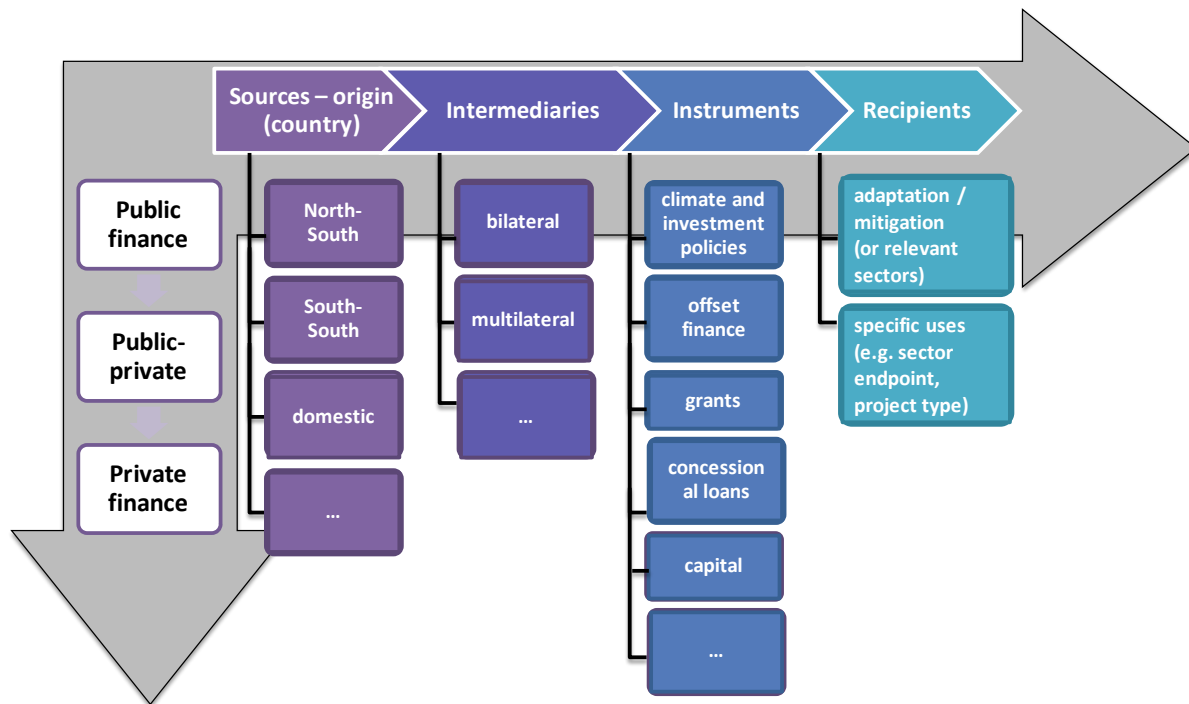 Sources – origin
(country)
Intermediaries
Instruments
Recipients
Public
finance
Public-
private
Private
finance
North-
South
South-
South
domestic
…
bilateral
multilateral
…
climate and
investment
policies
offset
finance
grants
concession
al loans
capital
…
adaptation /
mitigation
(or relevant
sectors)
specific uses
(e.g. sector
endpoint,
project type)